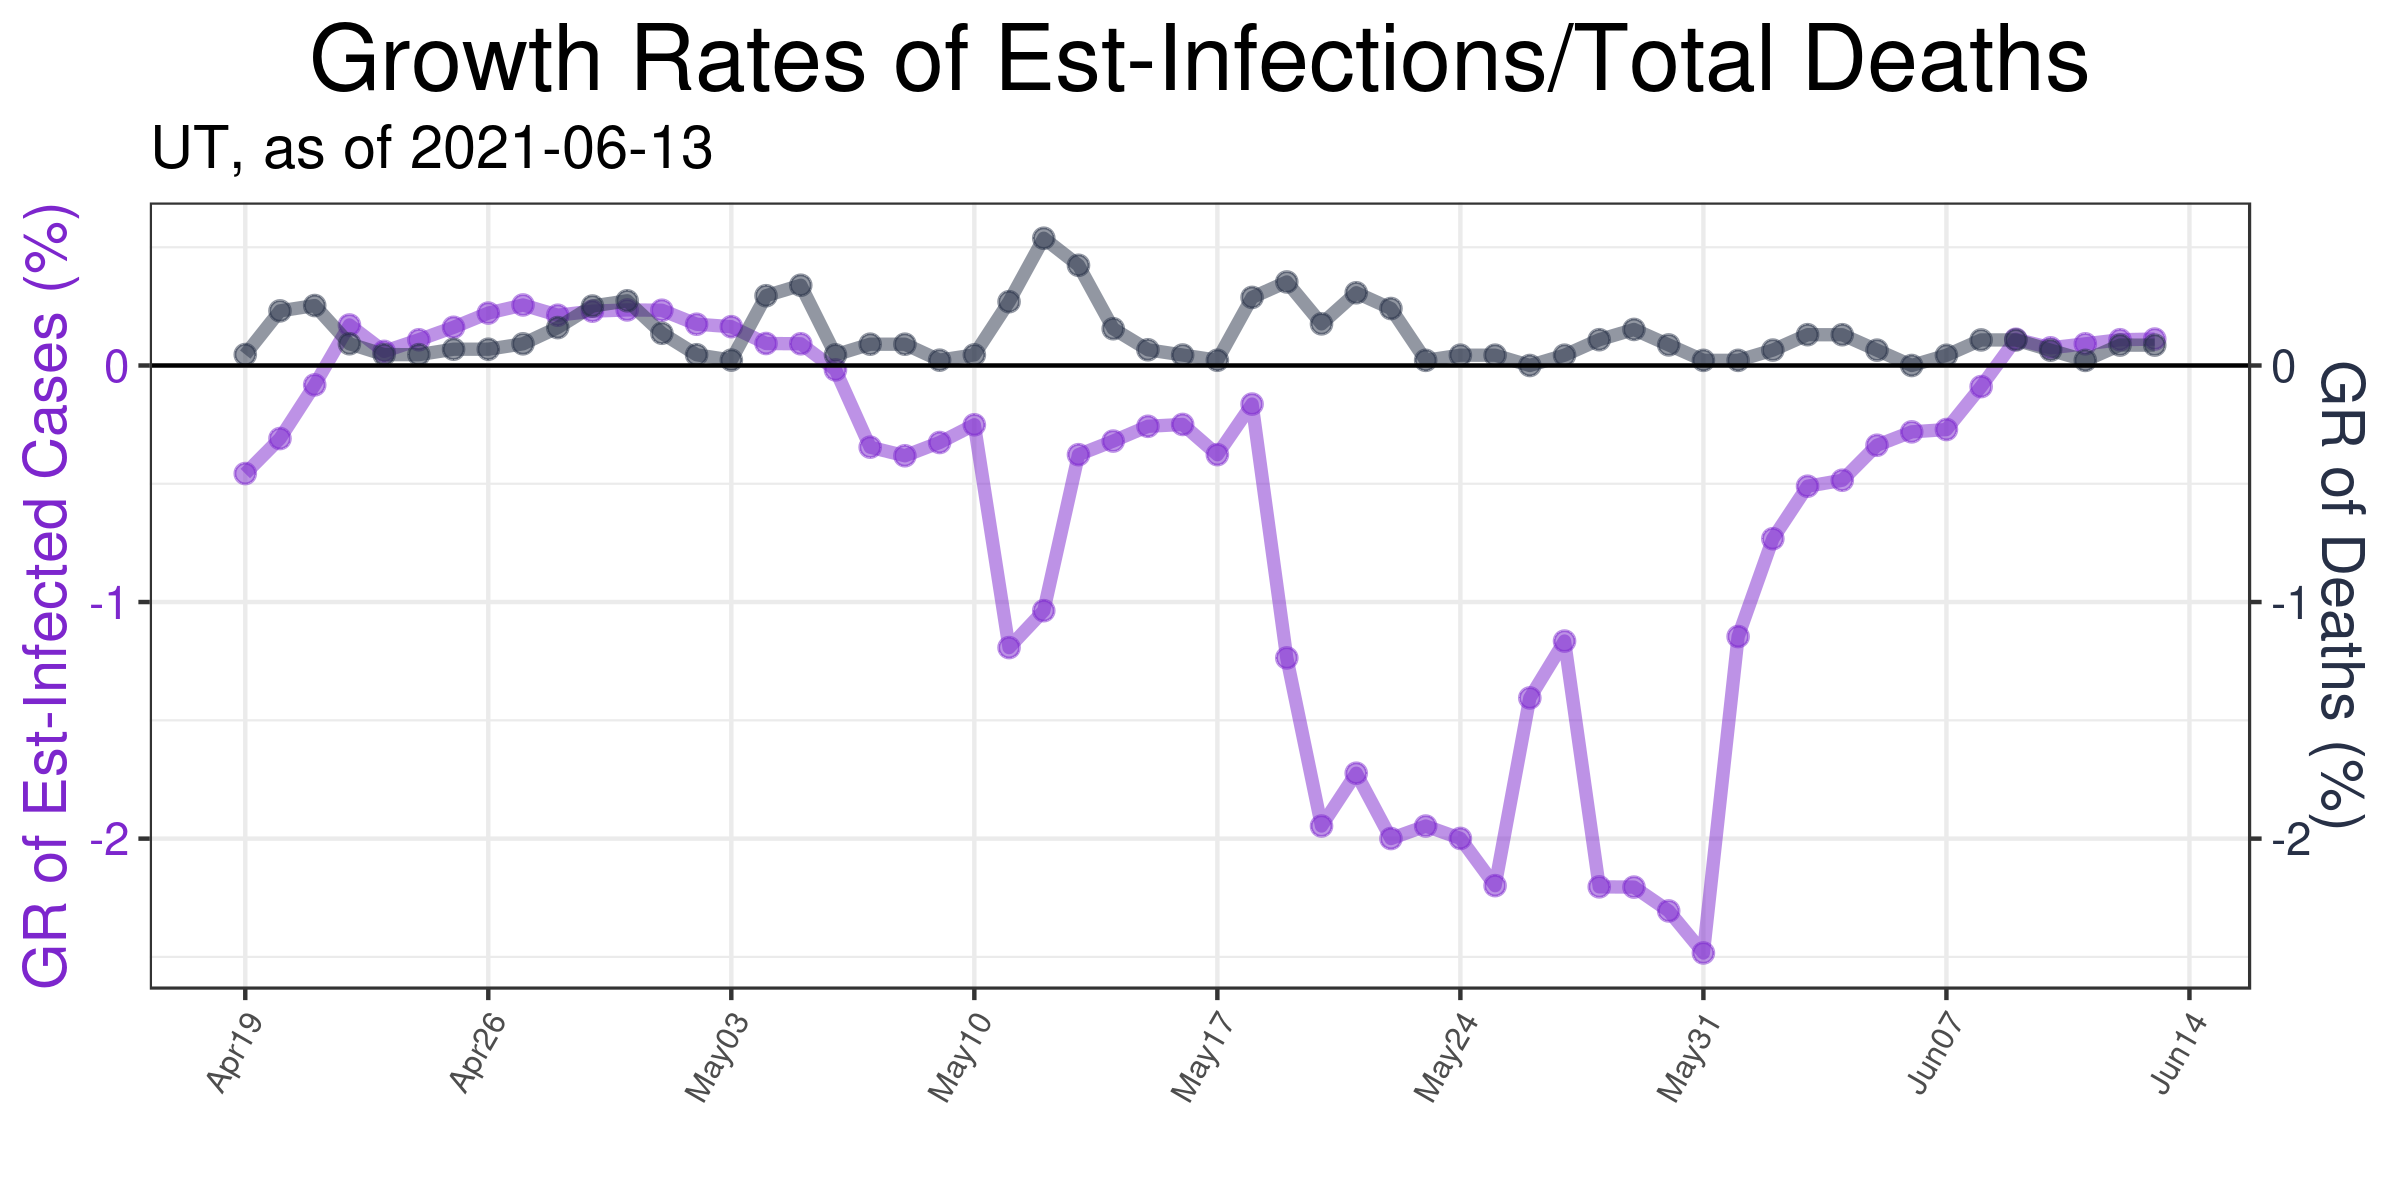 Growth Rates of Est-Infections/Total Deaths
UT, as of 2021-06-13
GR of Est-Infected Cases (%)
0
-1
-2
0
-1
-2
GR of Deaths (%)
Apr19
Apr26
May03
May10
May17
May24
May31
Jun07
Jun14